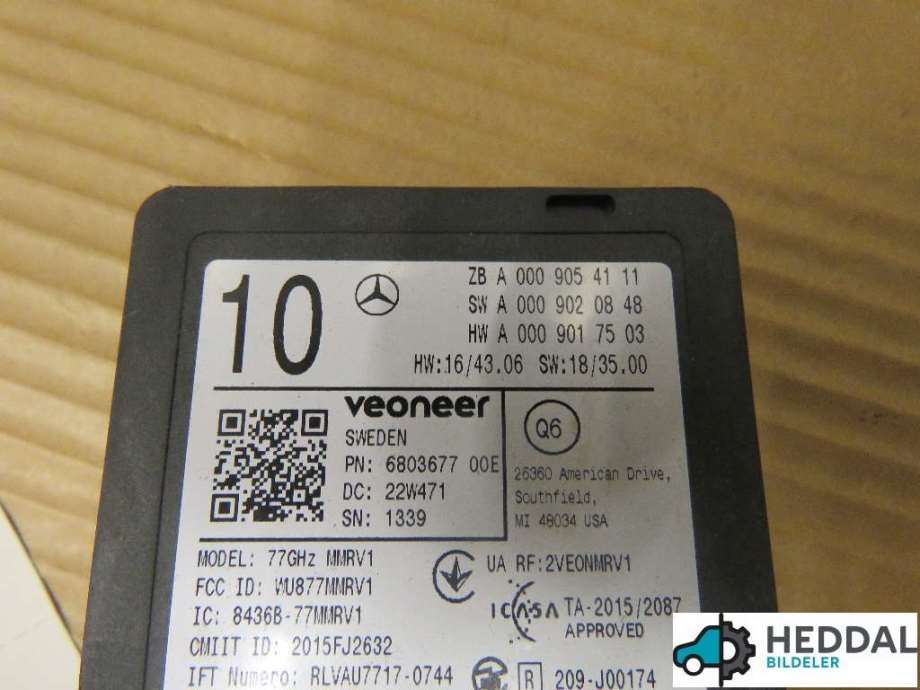 10
ZB A 000 905 41 11
SW A 000 902 08 48
HW A 000 901 75 03
HW:16/43.06 SW:18/35.00
veoneer
SWEDEN
PN: 6803677 00E
DC: 22W471
SN: 1339
Q6
26360 American Drive,
Southfield,
MI 48034 USA
MODEL: 77GHz MMRV1
FCC ID: WU877MMRV1
IC: 8436B-77MMRV1
CMIIT ID: 2015FJ2632
IFT Numero: RLVAU7717-0744
UA RF:2VEONMRV1
ICASA TA-2015/2087
APPROVED
R 209-J00174
HEDDAL
BILDELER